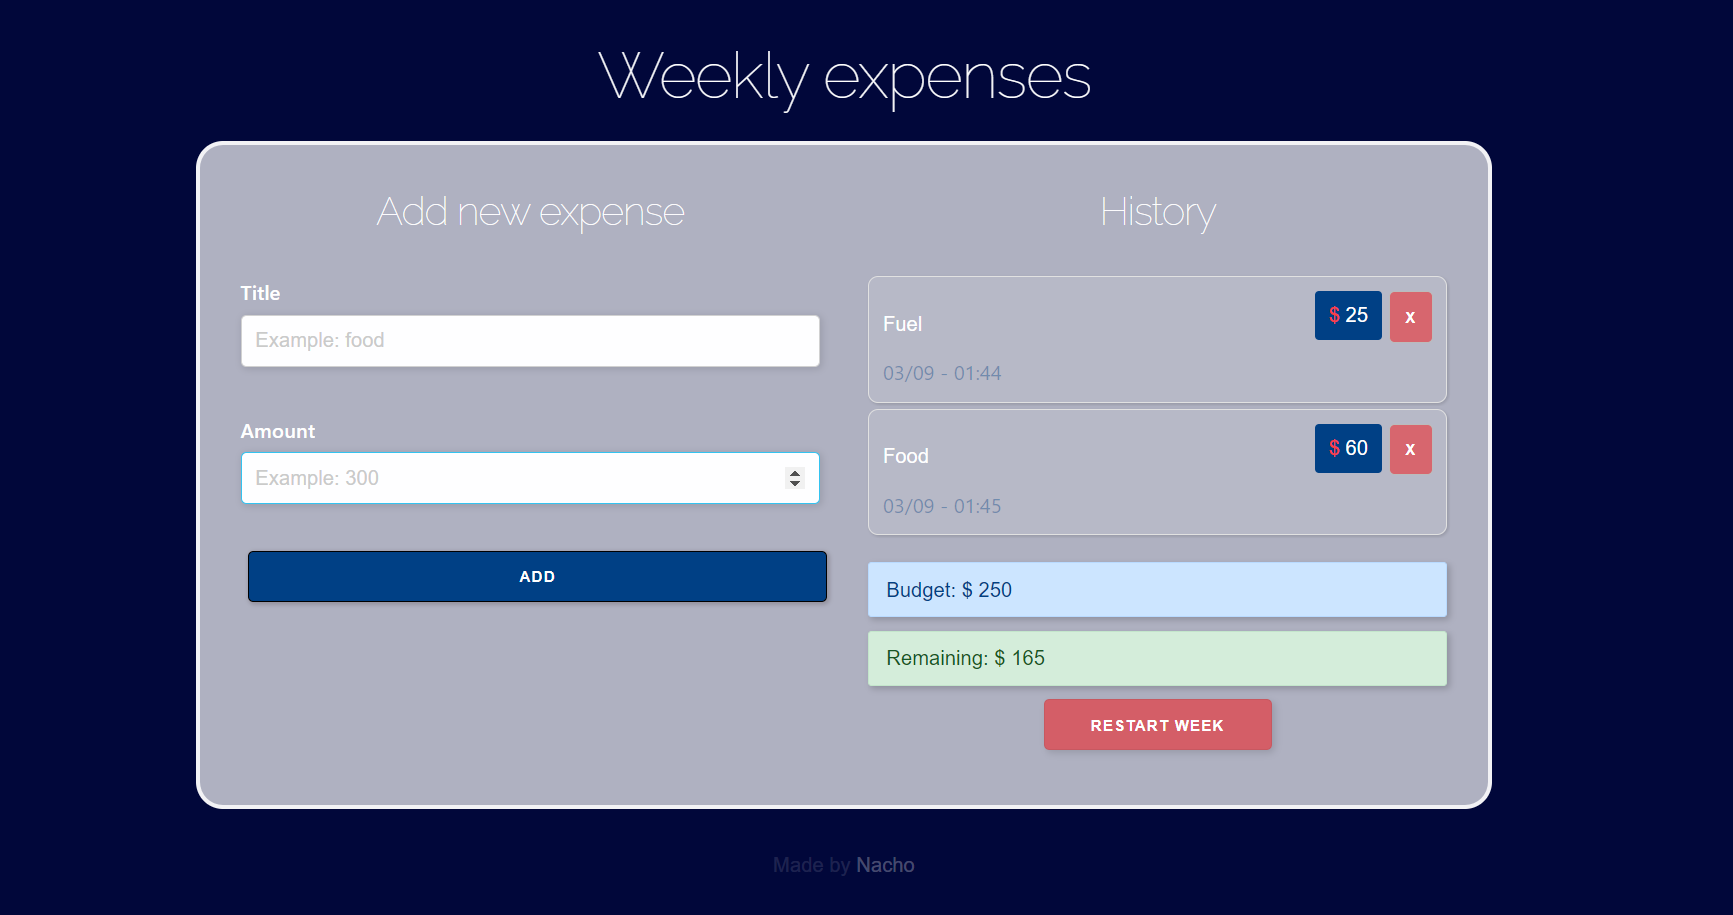 Weekly expenses
Add new expense
Title
Example: food
Amount
Example: 300
ADD
History
Fuel
$ 25
x
03/09 - 01:44
Food
$ 60
x
03/09 - 01:45
Budget: $ 250
Remaining: $ 165
RESTART WEEK
Made by Nacho